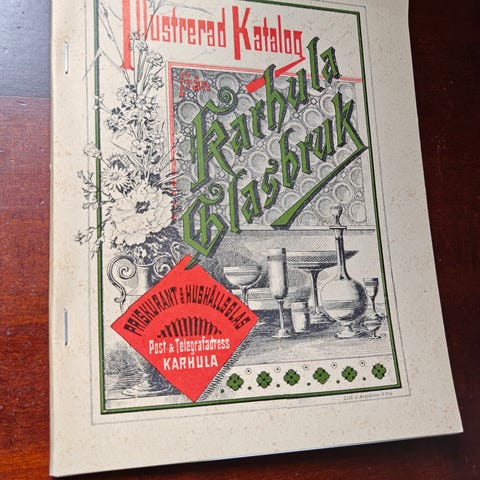 Illustrerad Katalog
från
Karhula
Glasbruk
PRISKURANT å HUSHÅLLSGLAS
Post & Telegrafadress
KARHULA